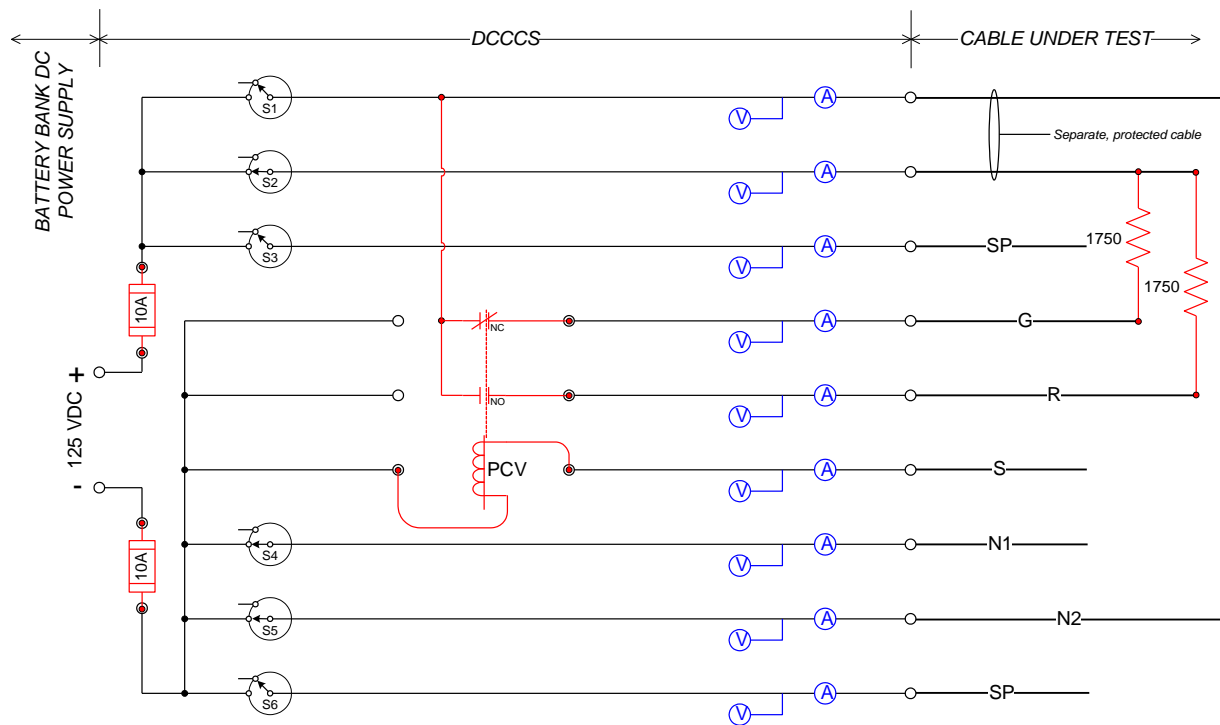 BATTERY BANK DC
POWER SUPPLY
DCCCS
CABLE UNDER TEST
S1
V
A
Separate, protected cable
S2
V
A
S3
V
A
SP
1750
1750
10A
NC
V
A
G
+
125 VDC
-
NO
V
A
R
PCV
V
A
S
10A
S4
V
A
N1
S5
V
A
N2
S6
V
A
SP